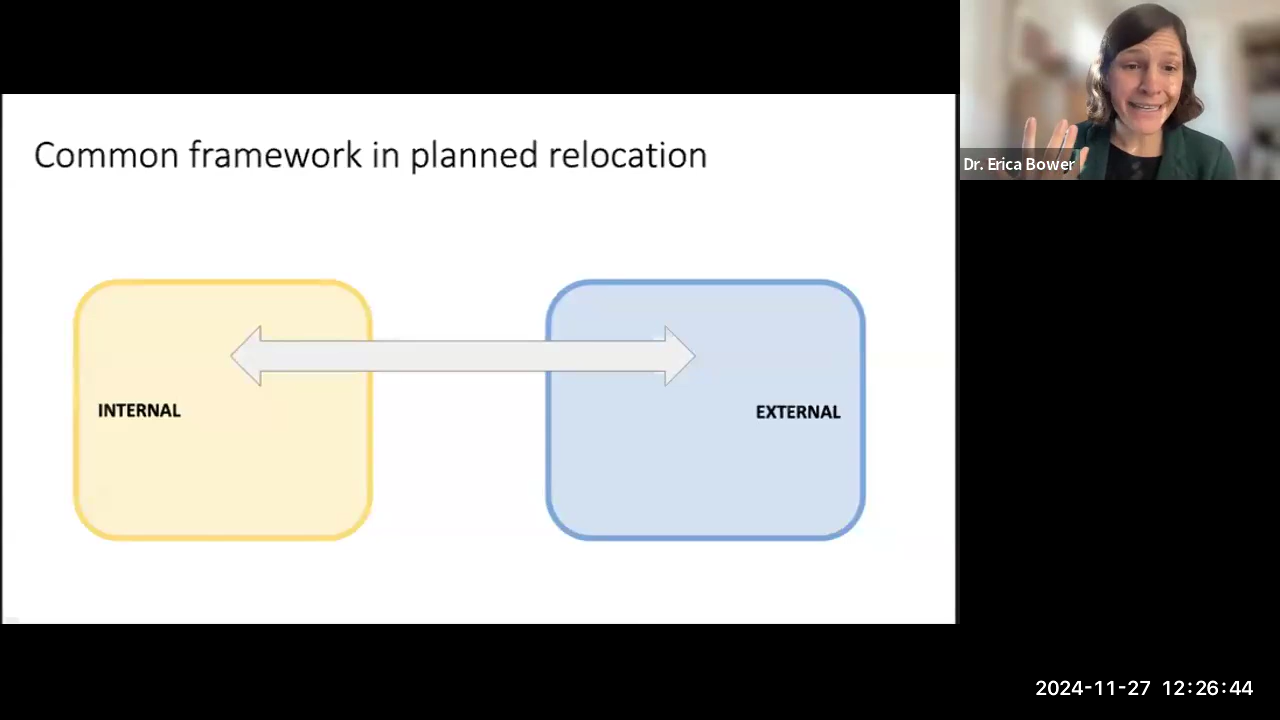 Common framework in planned relocation
INTERNAL
EXTERNAL
Dr. Erica Bower
2024-11-27 12:26:44